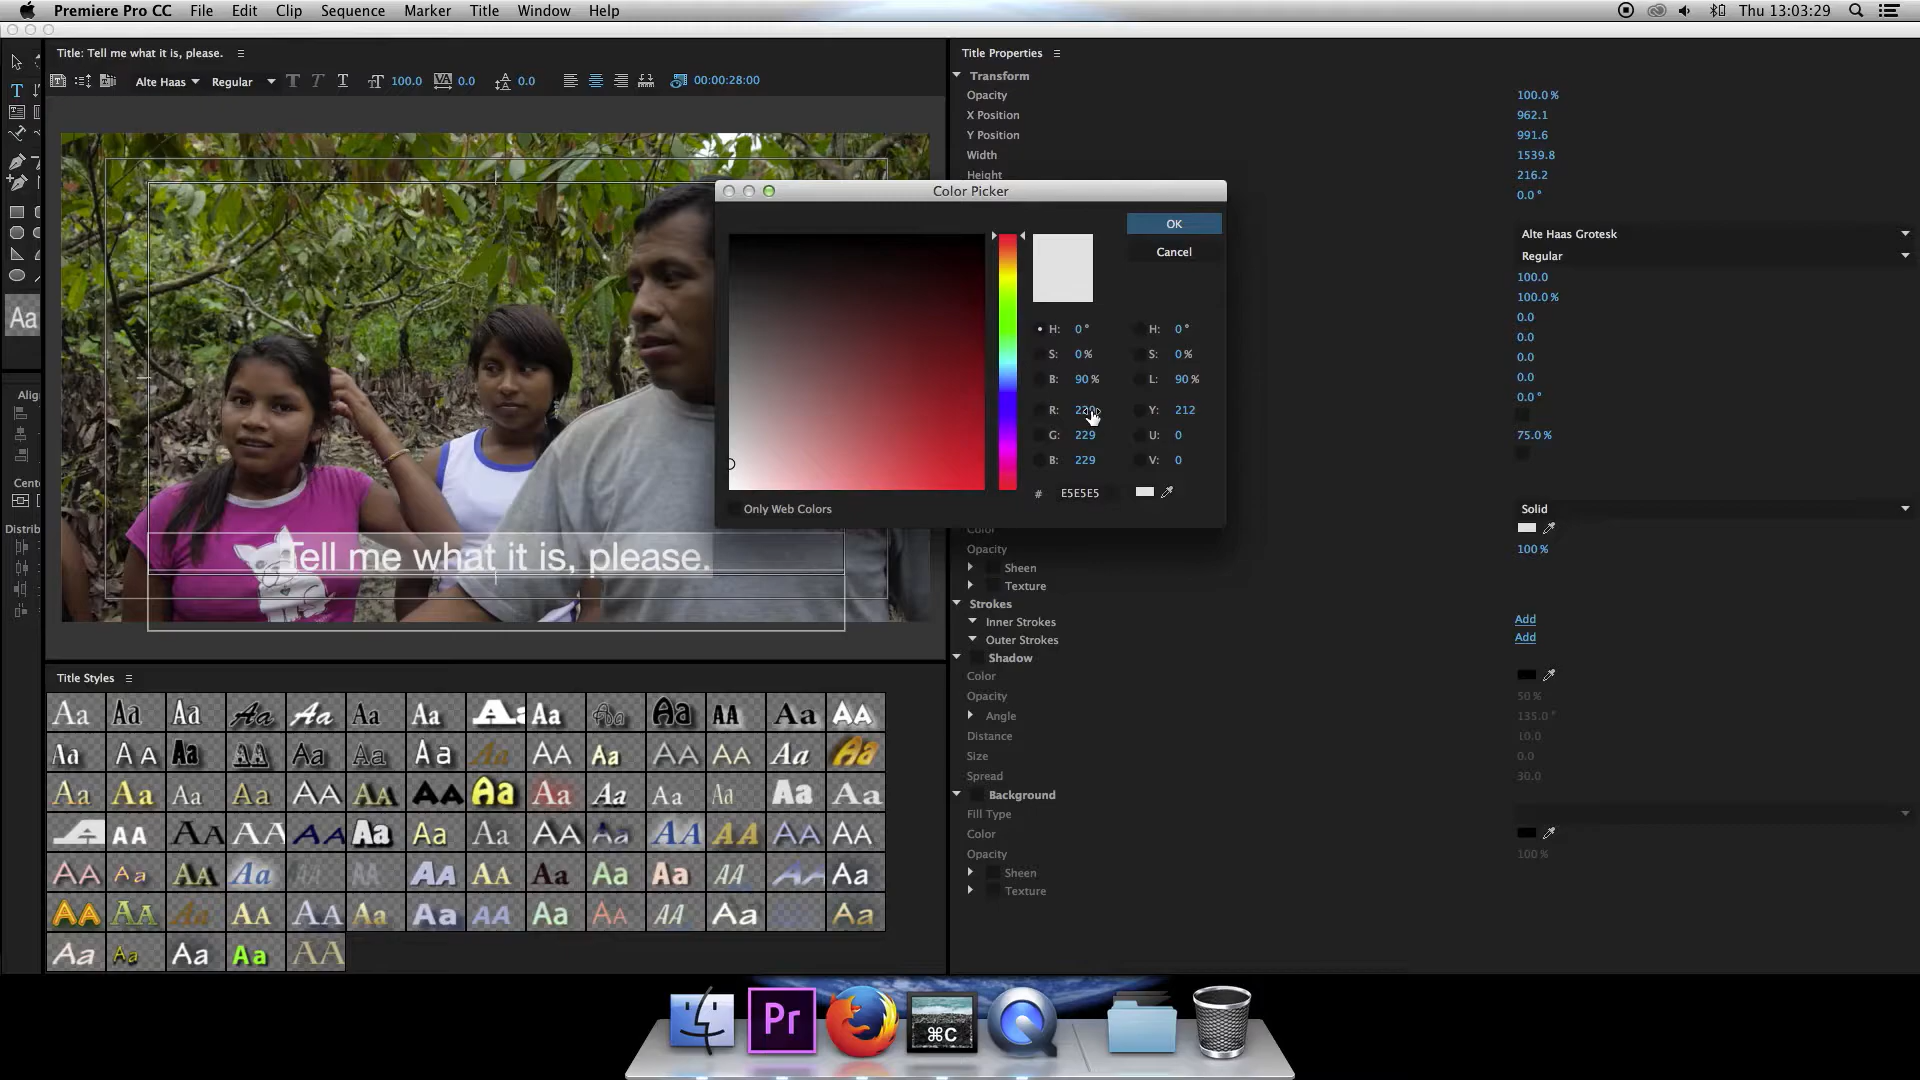 Premiere Pro CC File Edit Clip Sequence Marker Title Window Help Thu 13:03:29
Title: Tell me what it is, please.
Alte Haas Regular T T T 100.0 0.0 0.0 00:00:28:00
Title Properties
Transform
Opacity 100.0 %
X Position 962.1
Y Position 991.6
Width 1539.8
Height 216.2
0.0 °
Alte Haas Grotesk
Regular
100.0
100.0 %
0.0
0.0
0.0
0.0
0.0 °
75.0 %
Solid
Color Picker
OK
Cancel
H: 0 ° H: 0 °
S: 0 % S: 0 %
B: 90 % L: 90 %
R: Y: 212
G: 229 U: 0
B: 229 V: 0
# E5E5E5
Only Web Colors
Aa
Align
Center
Distrib
Tell me what it is, please.
Color
Opacity 100 %
Sheen
Texture
Strokes
Inner Strokes Add
Outer Strokes Add
Shadow
Color
Opacity 50 %
Angle 135.0 °
Distance 10.0
Size 0.0
Spread 30.0
Background
Fill Type
Color
Opacity 100 %
Sheen
Texture
Title Styles
Pr
⌘C